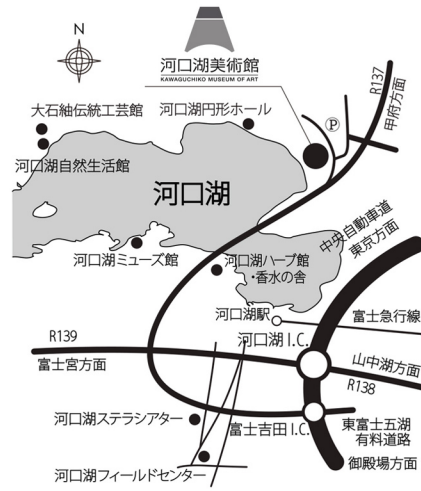 N
河口湖美術館
KAWAGUCHIKO MUSEUM OF ART
R137
甲府方面
大石紬伝統工芸館
河口湖円形ホール
P
河口湖自然生活館
河口湖
中央自動車道
東京方面
河口湖ミューズ館
河口湖ハーブ館
・香水の舎
河口湖駅
富士急行線
河口湖I.C.
R139
富士宮方面
山中湖方面
R138
河口湖ステラシアター
富士吉田I.C.
東富士五湖
有料道路
河口湖フィールドセンター
御殿場方面